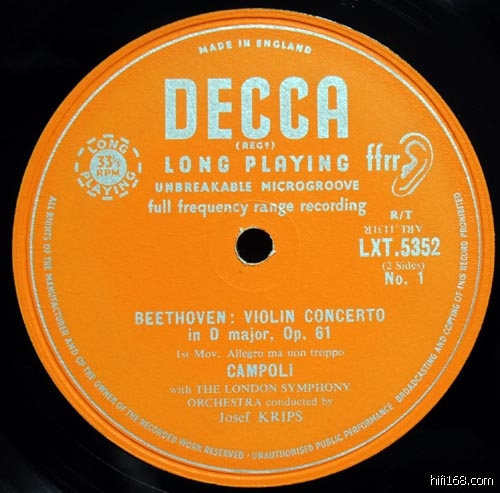 MADE IN ENGLAND
DECCA
(REGD)
LONG PLAYING
LONG
33⅓
RPM
PLAYING
ffrr
UNBREAKABLE MICROGROOVE
full frequency range recording
R/T
LXT.5352
(2 Sides)
No. 1
BEETHOVEN: VIOLIN CONCERTO
in D major, Op. 61
1st Mov. Allegro ma non troppo
CAMPOLI
with THE LONDON SYMPHONY
ORCHESTRA conducted by
Josef KRIPS
ALL RIGHTS OF THE MANUFACTURER AND OF THE OWNER OF THE RECORDED WORK RESERVED · UNAUTHORISED PUBLIC PERFORMANCE BROADCASTING AND COPYING OF THIS RECORD PROHIBITED
hifi168.com